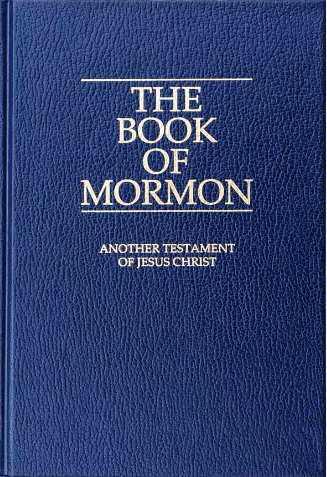 THE
BOOK
OF
MORMON
ANOTHER TESTAMENT
OF JESUS CHRIST